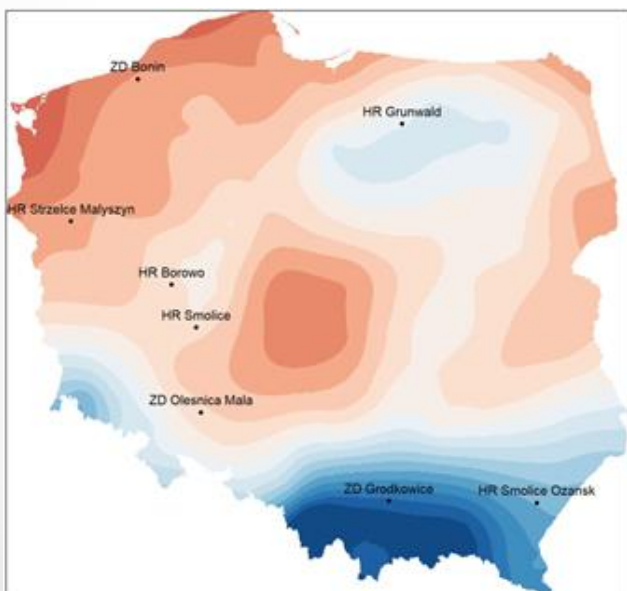 ZD Bonin
HR Grunwald
HR Strzelce Malyszyn
HR Borowo
HR Smolice
ZD Olesnica Mala
ZD Grodkowice
HR Smolice Ozansk